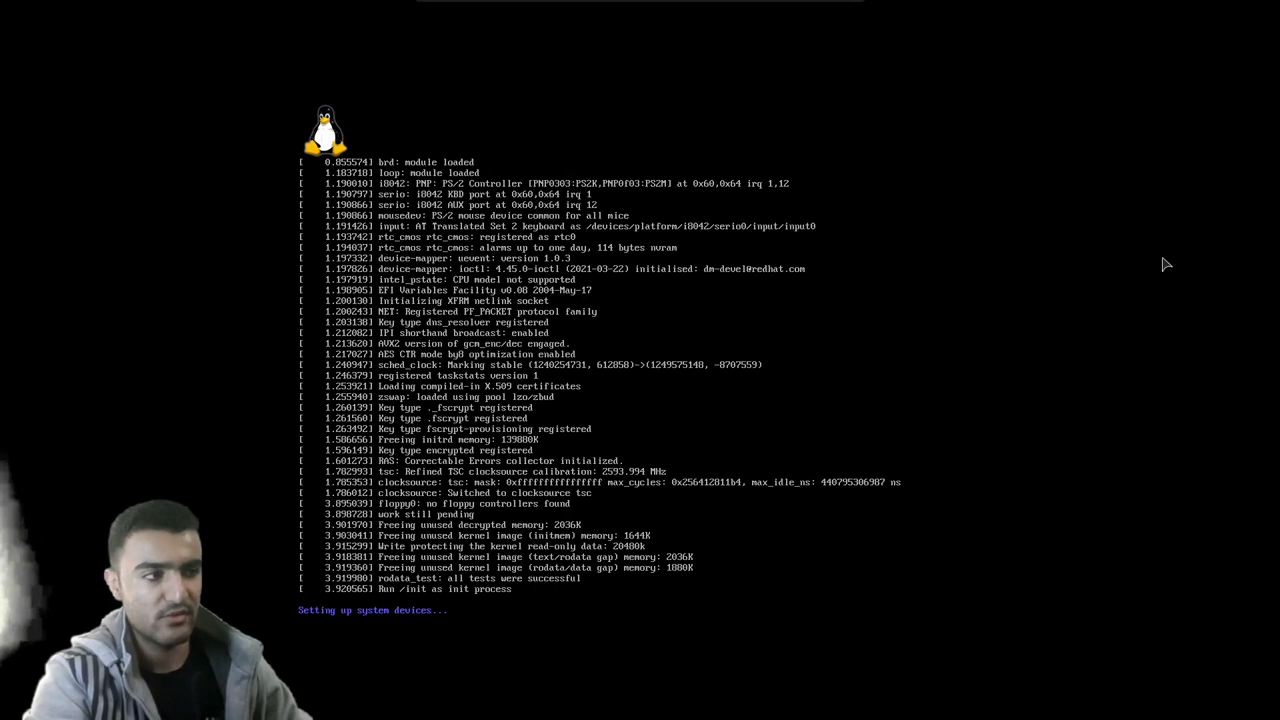 [    0.855574] brd: module loaded
[    1.183718] loop: module loaded
[    1.190010] i8042: PNP: PS/2 Controller [PNP0303:PS2K,PNP0f03:PS2M] at 0x60,0x64 irq 1,12
[    1.190797] serio: i8042 KBD port at 0x60,0x64 irq 1
[    1.190866] serio: i8042 AUX port at 0x60,0x64 irq 12
[    1.190866] mousedev: PS/2 mouse device common for all mice
[    1.191426] input: AT Translated Set 2 keyboard as /devices/platform/i8042/serio0/input/input0
[    1.193742] rtc_cmos rtc_cmos: registered as rtc0
[    1.194037] rtc_cmos rtc_cmos: alarms up to one day, 114 bytes nvram
[    1.197332] device-mapper: uevent: version 1.0.3
[    1.197826] device-mapper: ioctl: 4.45.0-ioctl (2021-03-22) initialised: dm-devel@redhat.com
[    1.197919] intel_pstate: CPU model not supported
[    1.198905] EFI Variables Facility v0.08 2004-May-17
[    1.200130] Initializing XFRM netlink socket
[    1.200243] NET: Registered PF_PACKET protocol family
[    1.203138] Key type dns_resolver registered
[    1.212082] IPI shorthand broadcast: enabled
[    1.213620] AVX2 version of gcm_enc/dec engaged.
[    1.217027] AES CTR mode by8 optimization enabled
[    1.240947] sched_clock: Marking stable (1240254731, 612858)->(1249575148, -8707559)
[    1.246379] registered taskstats version 1
[    1.253921] Loading compiled-in X.509 certificates
[    1.255940] zswap: loaded using pool lzo/zbud
[    1.260139] Key type ._fscrypt registered
[    1.261560] Key type .fscrypt registered
[    1.263492] Key type fscrypt-provisioning registered
[    1.586656] Freeing initrd memory: 139880K
[    1.596149] Key type encrypted registered
[    1.601273] RAS: Correctable Errors collector initialized.
[    1.782993] tsc: Refined TSC clocksource calibration: 2593.994 MHz
[    1.785353] clocksource: tsc: mask: 0xffffffffffffffff max_cycles: 0x256412811b4, max_idle_ns: 440795306987 ns
[    1.786012] clocksource: Switched to clocksource tsc
[    3.895039] floppy0: no floppy controllers found
[    3.898728] work still pending
[    3.901970] Freeing unused decrypted memory: 2036K
[    3.903041] Freeing unused kernel image (initmem) memory: 1644K
[    3.915299] Write protecting the kernel read-only data: 20480k
[    3.918381] Freeing unused kernel image (text/rodata gap) memory: 2036K
[    3.919360] Freeing unused kernel image (rodata/data gap) memory: 1880K
[    3.919980] rodata_test: all tests were successful
[    3.920565] Run /init as init process
Setting up system devices...